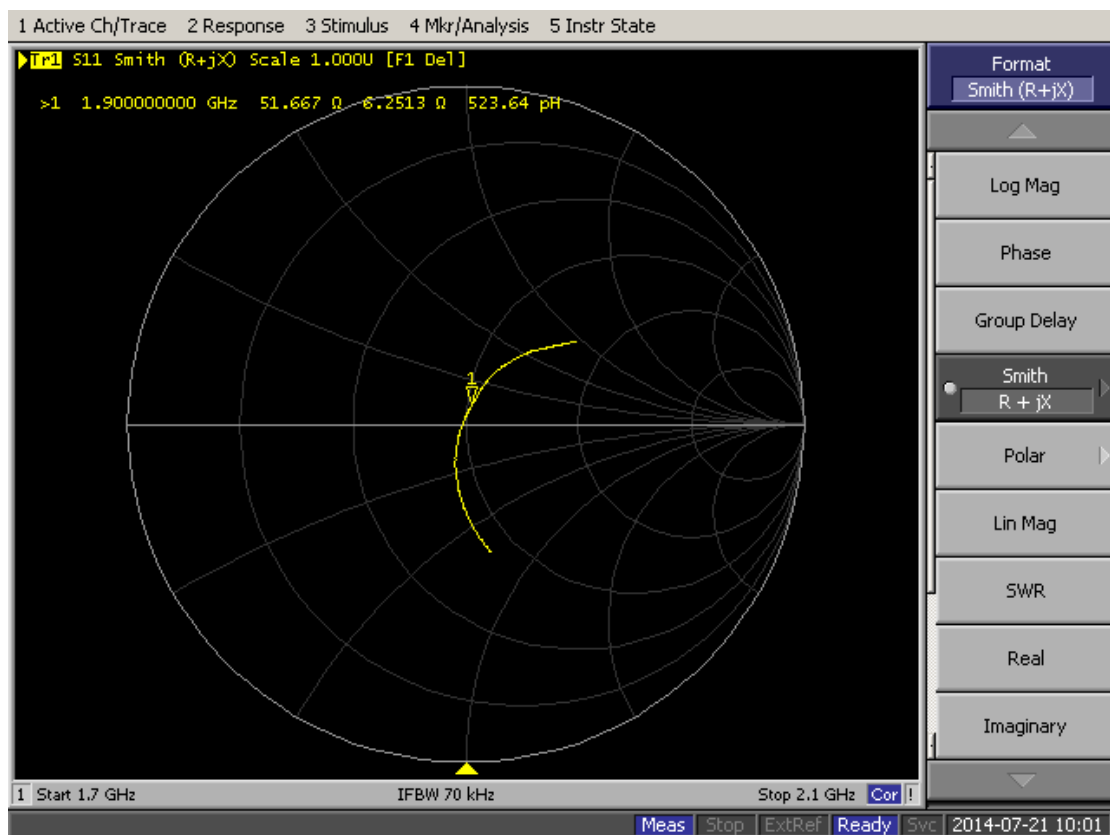 1 Active Ch/Trace 2 Response 3 Stimulus 4 Mkr/Analysis 5 Instr State
Tr1 S11 Smith (R+jX) Scale 1.000U [F1 Del]
>1 1.900000000 GHz 51.667 Ω 6.2513 Ω 523.64 pH
1
1 Start 1.7 GHz IFBW 70 kHz Stop 2.1 GHz Cor !
Format
Smith (R+jX)
Log Mag
Phase
Group Delay
Smith
R + jX
Polar
Lin Mag
SWR
Real
Imaginary
Meas Stop ExtRef Ready Svc 2014-07-21 10:01